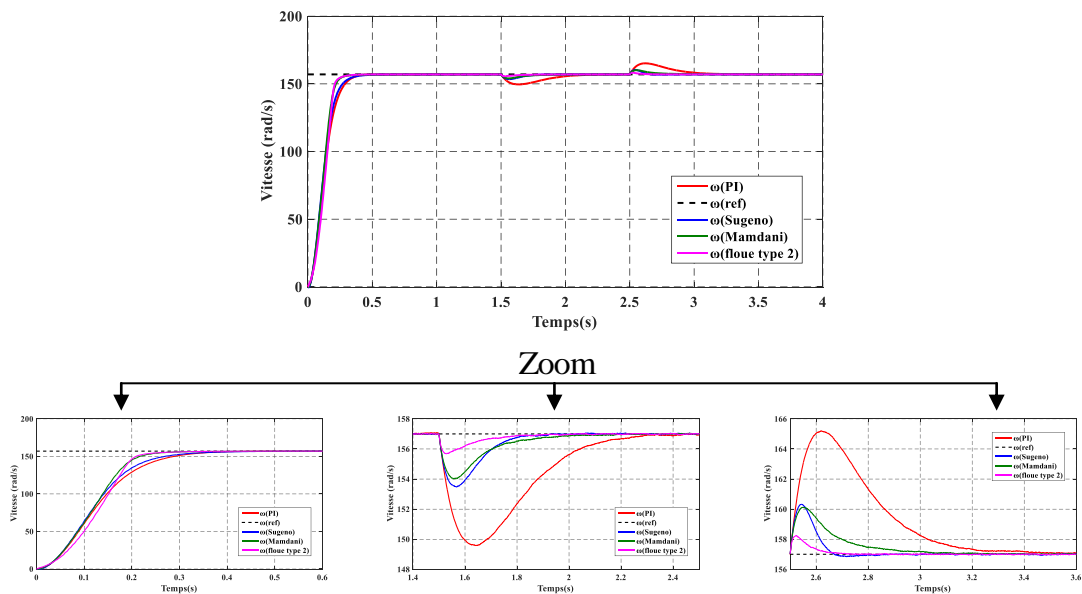 200
150
100
50
0
Vitesse (rad/s)
ω(PI)
ω(ref)
ω(Sugeno)
ω(Mamdani)
ω(floue type 2)
0 0.5 1 1.5 2 2.5 3 3.5 4
Temps(s)
Zoom
200
150
100
50
0
Vitesse (rad/s)
ω(PI)
ω(ref)
ω(Sugeno)
ω(Mamdani)
ω(floue type 2)
0 0.1 0.2 0.3 0.4 0.5 0.6
Temps(s)
158
156
154
152
150
148
Vitesse (rad/s)
ω(PI)
ω(ref)
ω(Sugeno)
ω(Mamdani)
ω(floue type 2)
1.4 1.6 1.8 2 2.2 2.4
Temps(s)
166
164
162
160
158
156
Vitesse (rad/s)
ω(PI)
ω(ref)
ω(Sugeno)
ω(Mamdani)
ω(floue type 2)
2.6 2.8 3 3.2 3.4 3.6
Temps(s)